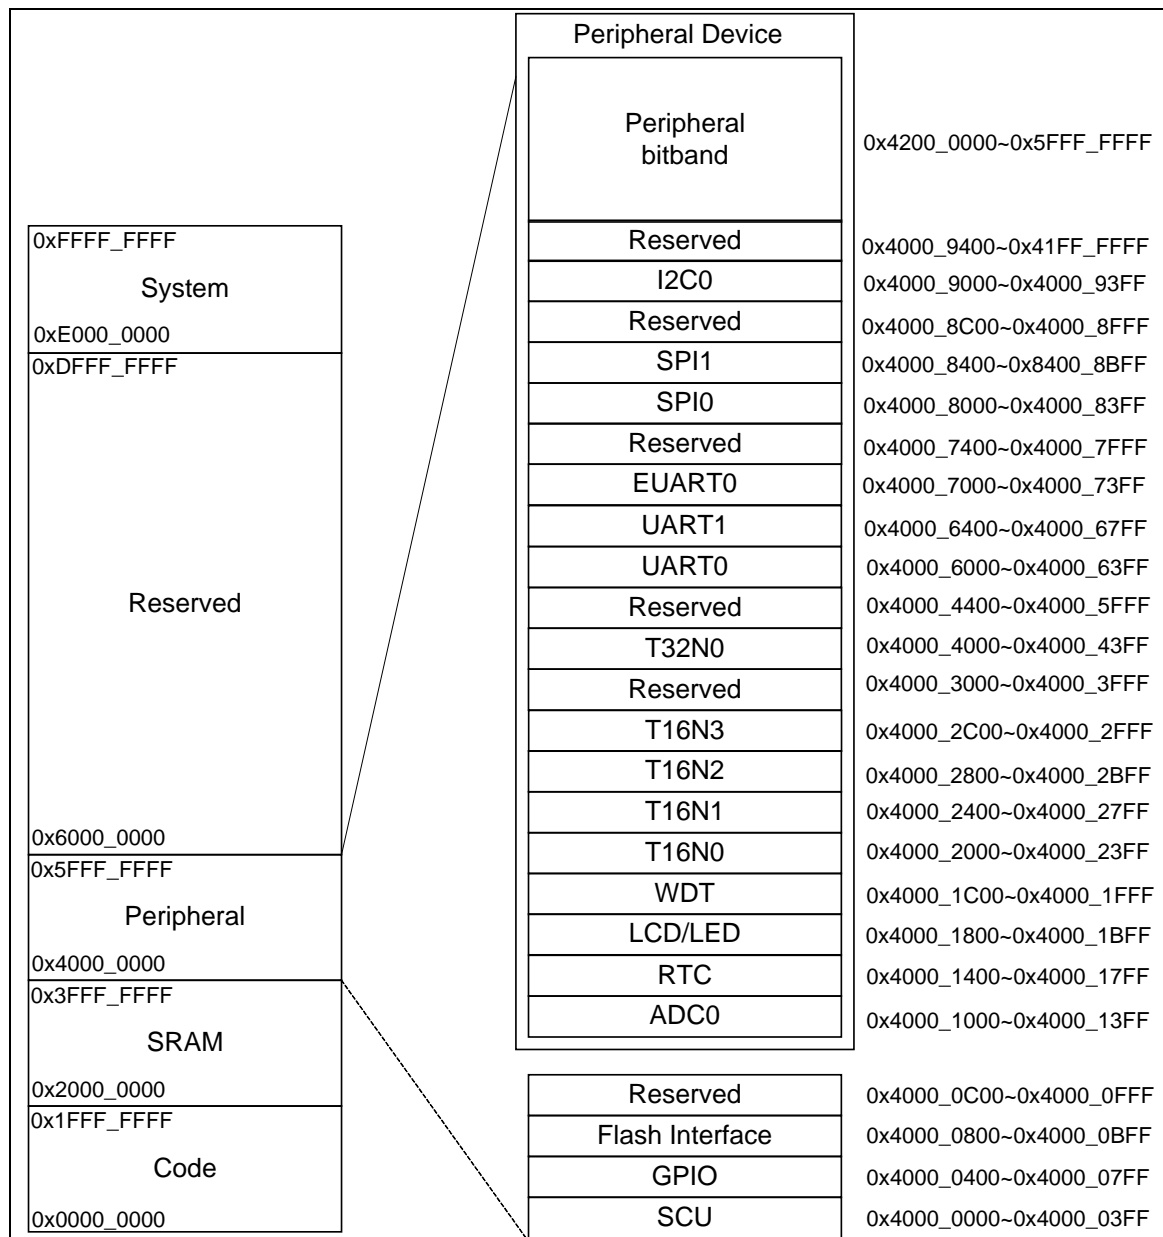 Peripheral Device
Peripheral
bitband
0x4200_0000~0x5FFF_FFFF
Reserved
0x4000_9400~0x41FF_FFFF
I2C0
0x4000_9000~0x4000_93FF
Reserved
0x4000_8C00~0x4000_8FFF
SPI1
0x4000_8400~0x8400_8BFF
SPI0
0x4000_8000~0x4000_83FF
Reserved
0x4000_7400~0x4000_7FFF
EUART0
0x4000_7000~0x4000_73FF
UART1
0x4000_6400~0x4000_67FF
UART0
0x4000_6000~0x4000_63FF
Reserved
0x4000_4400~0x4000_5FFF
T32N0
0x4000_4000~0x4000_43FF
Reserved
0x4000_3000~0x4000_3FFF
T16N3
0x4000_2C00~0x4000_2FFF
T16N2
0x4000_2800~0x4000_2BFF
T16N1
0x4000_2400~0x4000_27FF
T16N0
0x4000_2000~0x4000_23FF
WDT
0x4000_1C00~0x4000_1FFF
LCD/LED
0x4000_1800~0x4000_1BFF
RTC
0x4000_1400~0x4000_17FF
ADC0
0x4000_1000~0x4000_13FF
Reserved
0x4000_0C00~0x4000_0FFF
Flash Interface
0x4000_0800~0x4000_0BFF
GPIO
0x4000_0400~0x4000_07FF
SCU
0x4000_0000~0x4000_03FF
0xFFFF_FFFF
System
0xE000_0000
0xDFFF_FFFF
Reserved
0x6000_0000
0x5FFF_FFFF
Peripheral
0x4000_0000
0x3FFF_FFFF
SRAM
0x2000_0000
0x1FFF_FFFF
Code
0x0000_0000